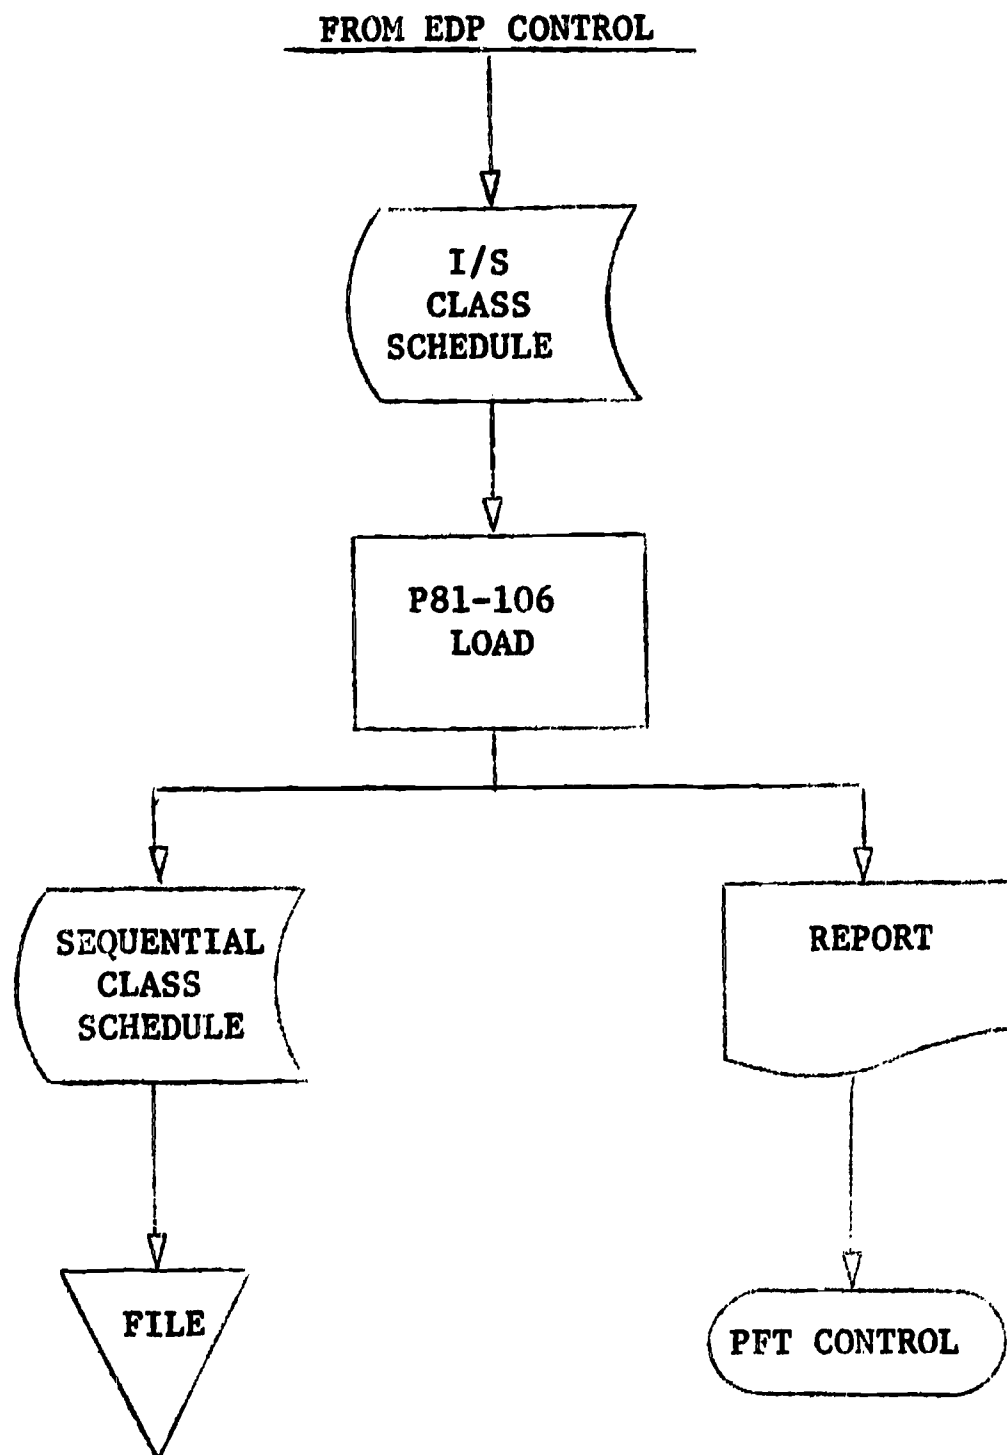 FROM EDP CONTROL
I/S
CLASS
SCHEDULE
P81-106
LOAD
SEQUENTIAL
CLASS
SCHEDULE
REPORT
FILE
PFT CONTROL